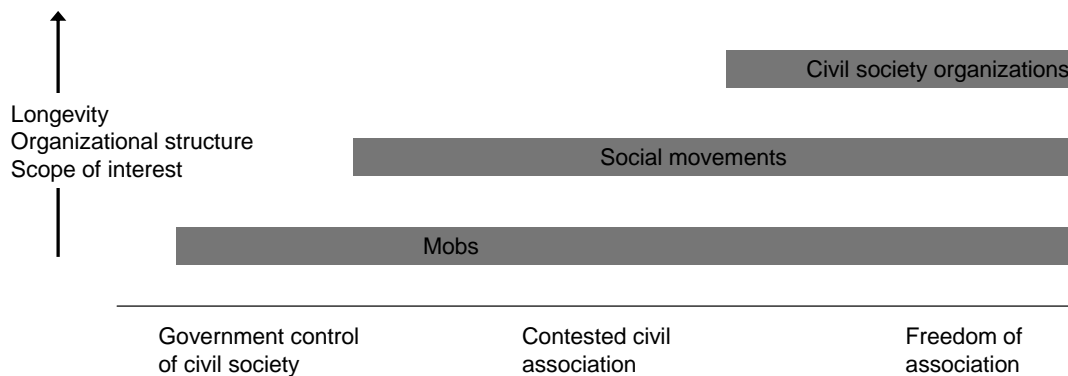 Civil society organizations
Longevity
Organizational structure
Scope of interest
Social movements
Mobs
Government control
of civil society
Contested civil
association
Freedom of
association